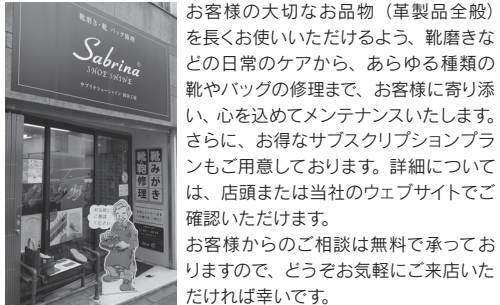 靴磨き・靴 バッグ修理
Sabrina
SHOE SHINE
サブリナシューシャイン
靴みがき
靴鞄修理
お客様の大切なお品物（革製品全般）
を長くお使いいただけるよう、靴磨きな
どの日常のケアから、あらゆる種類の
靴やバッグの修理まで、お客様に寄り添
い、心を込めてメンテナンスいたします。
さらに、お得なサブスクリプションプラ
ンもご用意しております。詳細について
は、店頭または当社のウェブサイトでご
確認いただけます。
お客様からのご相談は無料で承ってお
りますので、どうぞお気軽にご来店いた
だければ幸いです。